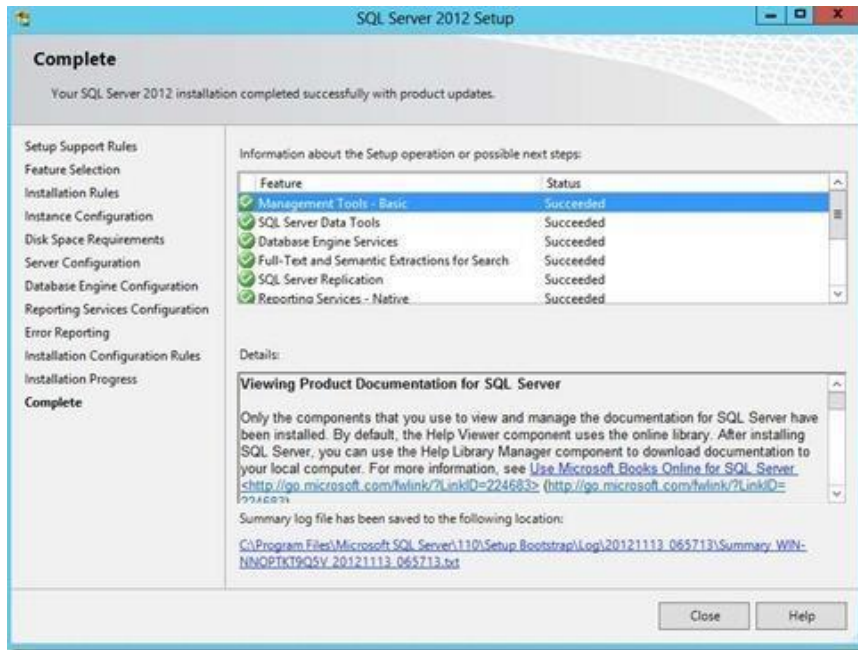 SQL Server 2012 Setup
Complete
Your SQL Server 2012 installation completed successfully with product updates.
Setup Support Rules
Feature Selection
Installation Rules
Instance Configuration
Disk Space Requirements
Server Configuration
Database Engine Configuration
Reporting Services Configuration
Error Reporting
Installation Configuration Rules
Installation Progress
Complete
Information about the Setup operation or possible next steps:
Feature Status
Management Tools - Basic Succeeded
SQL Server Data Tools Succeeded
Database Engine Services Succeeded
Full-Text and Semantic Extractions for Search Succeeded
SQL Server Replication Succeeded
Reporting Services - Native Succeeded
Details:
Viewing Product Documentation for SQL Server
Only the components that you use to view and manage the documentation for SQL Server have
been installed. By default, the Help Viewer component uses the online library. After installing
SQL Server, you can use the Help Library Manager component to download documentation to
your local computer. For more information, see Use Microsoft Books Online for SQL Server
<http://go.microsoft.com/fwlink/?LinkID=224683> (http://go.microsoft.com/fwlink/?LinkID=
224683)
Summary log file has been saved to the following location:
C:\Program Files\Microsoft SQL Server\110\Setup Bootstrap\Log\20121113_065713\Summary_WIN-
NNOPTKT9Q5V_20121113_065713.txt
Close Help